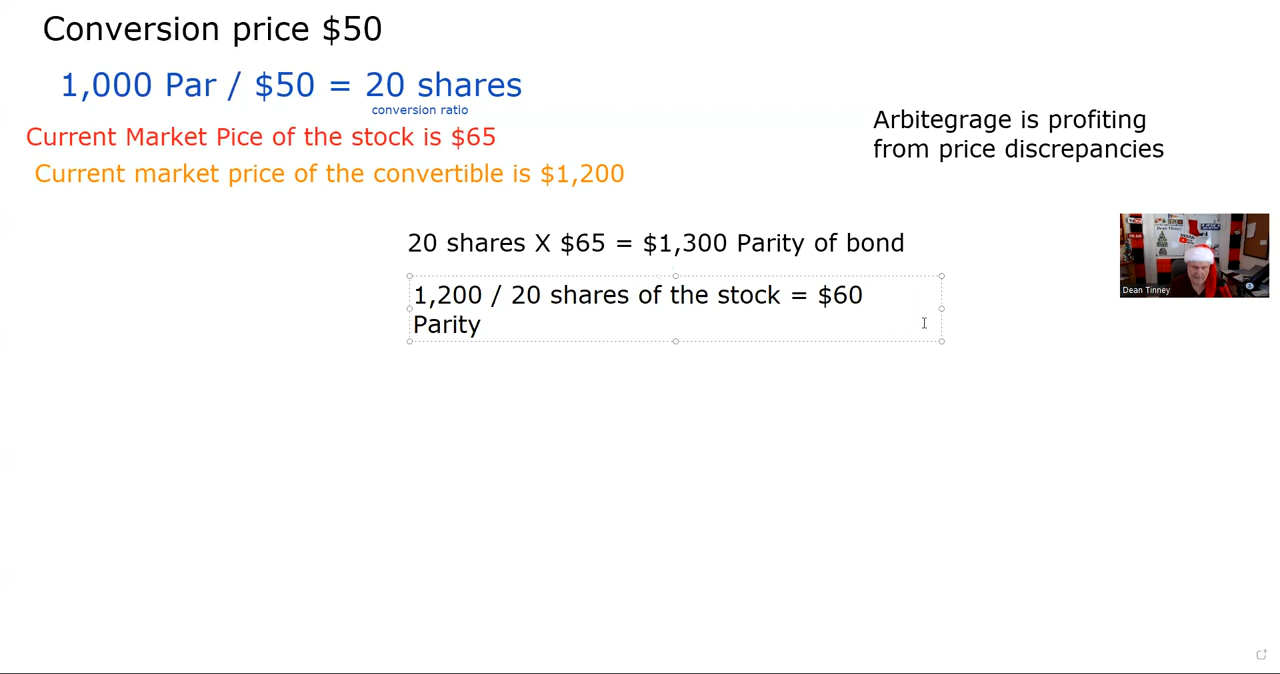 Conversion price $50
1,000 Par / $50 = 20 shares
conversion ratio
Current Market Pice of the stock is $65
Current market price of the convertible is $1,200
Arbitegrage is profiting
from price discrepancies
20 shares X $65 = $1,300 Parity of bond
1,200 / 20 shares of the stock = $60
Parity
Dean Tinney